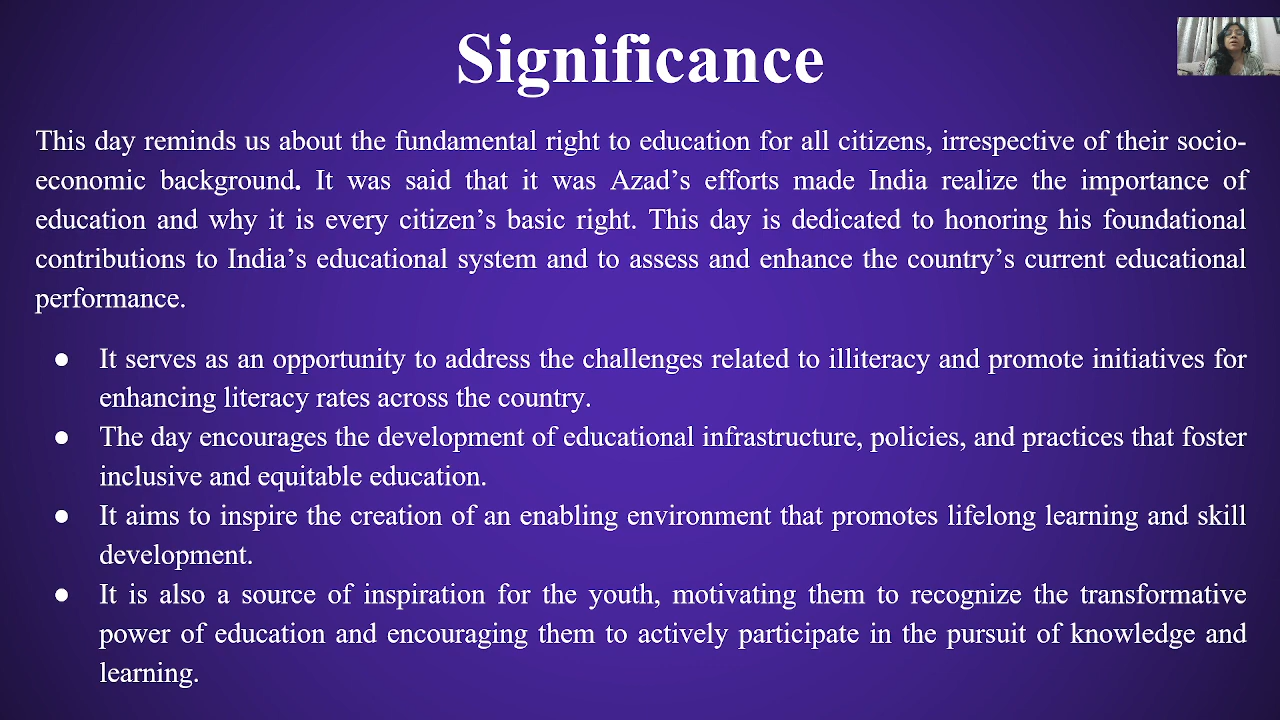 Significance
This day reminds us about the fundamental right to education for all citizens, irrespective of their socio-
economic background. It was said that it was Azad’s efforts made India realize the importance of
education and why it is every citizen’s basic right. This day is dedicated to honoring his foundational
contributions to India’s educational system and to assess and enhance the country’s current educational
performance.
● It serves as an opportunity to address the challenges related to illiteracy and promote initiatives for
enhancing literacy rates across the country.
● The day encourages the development of educational infrastructure, policies, and practices that foster
inclusive and equitable education.
● It aims to inspire the creation of an enabling environment that promotes lifelong learning and skill
development.
● It is also a source of inspiration for the youth, motivating them to recognize the transformative
power of education and encouraging them to actively participate in the pursuit of knowledge and
learning.